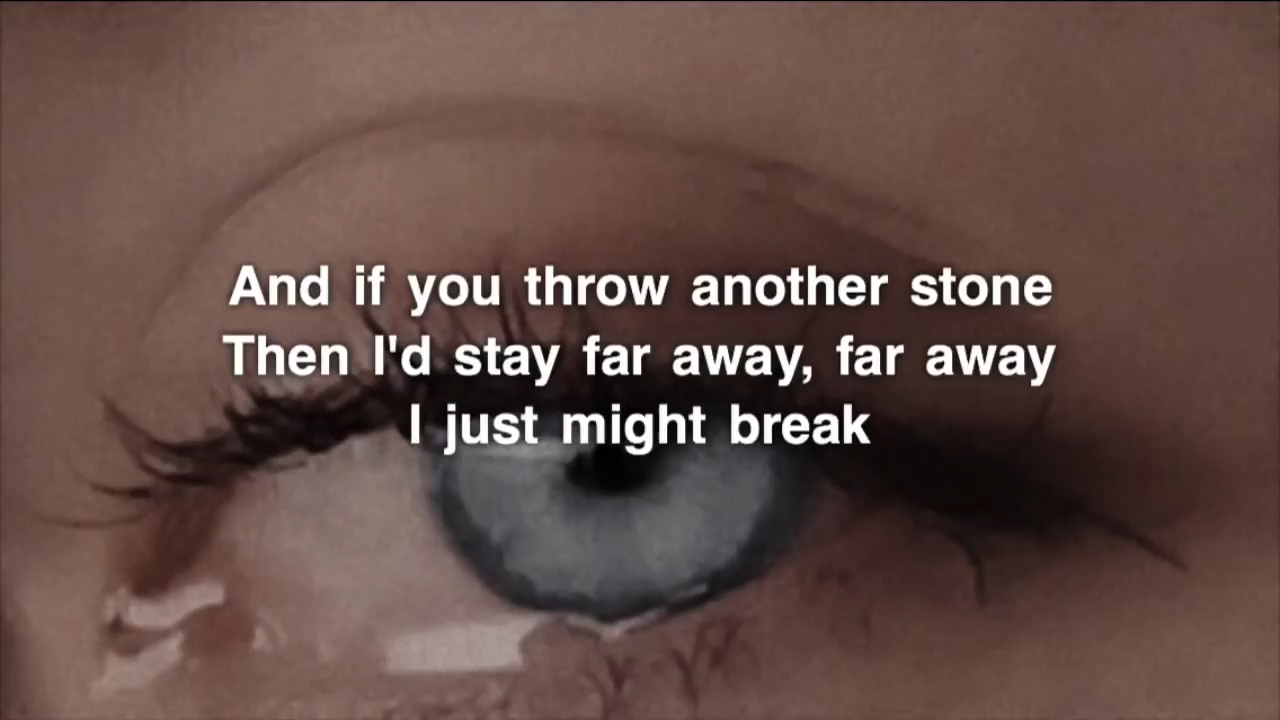 And if you throw another stone
Then I'd stay far away, far away
I just might break